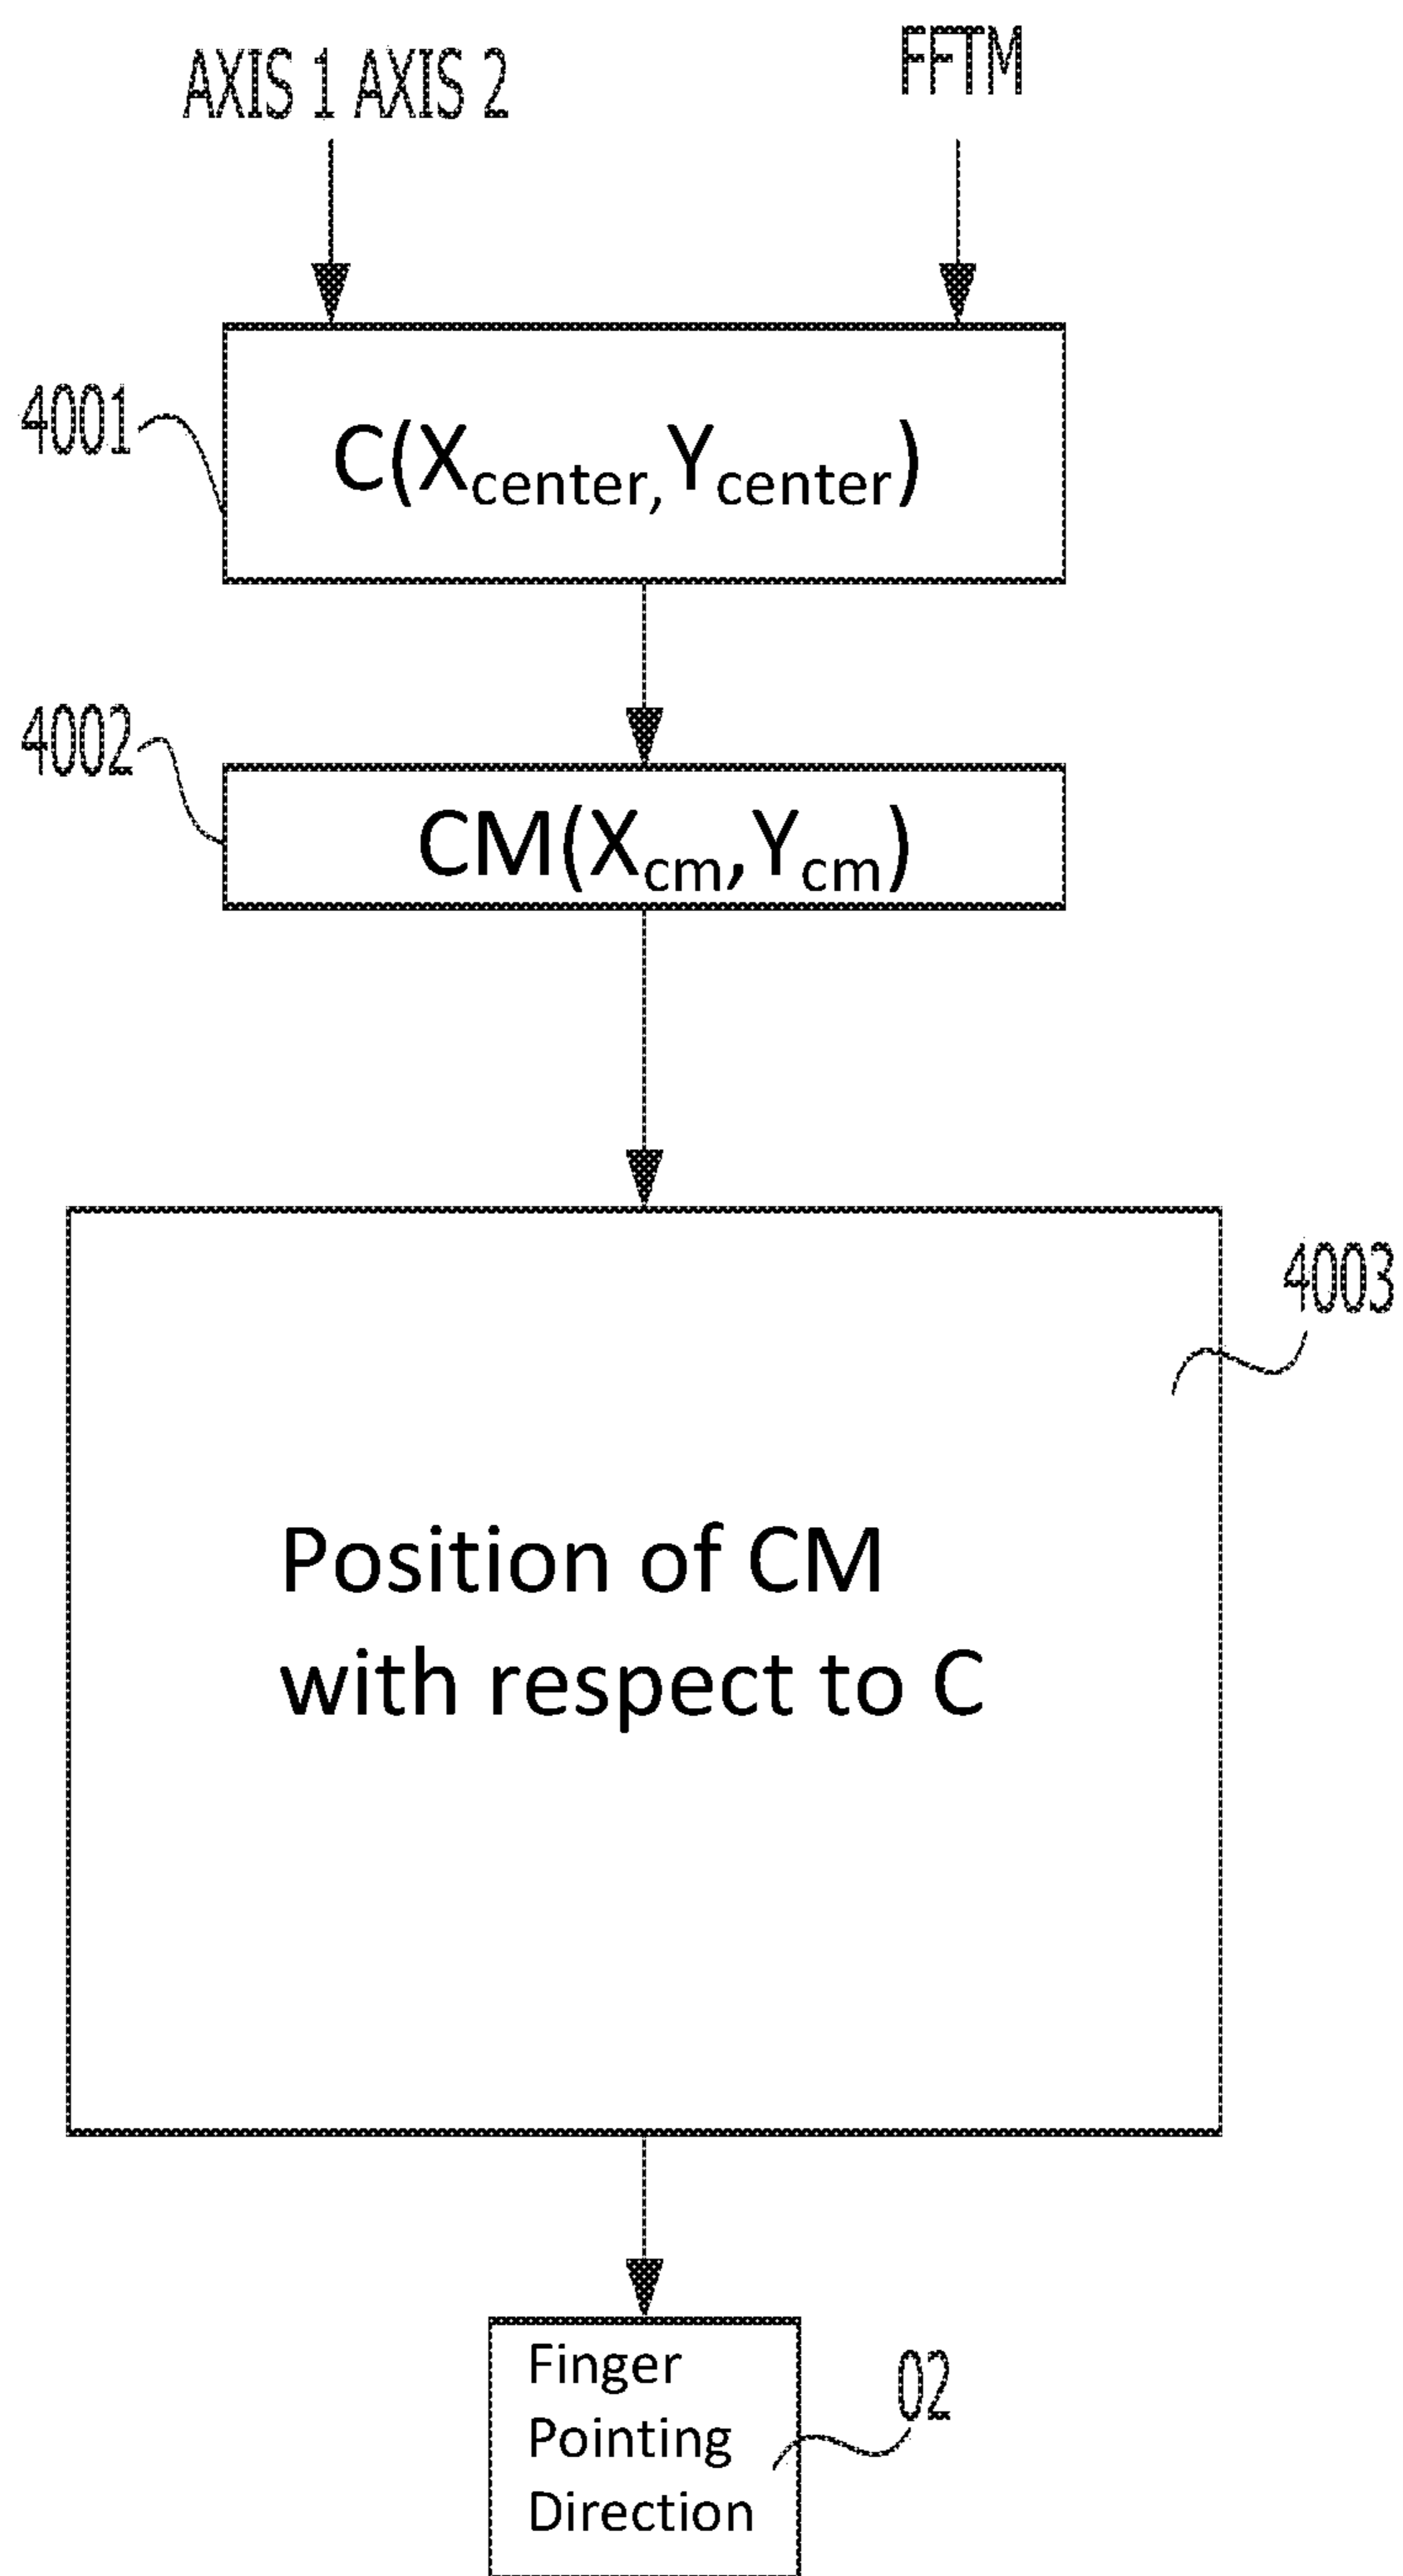 AXIS 1 AXIS 2
FFTM
4001
C(Xcenter,Ycenter)
4002
CM(Xcm,Ycm)
4003
Position of CM
with respect to C
Finger
Pointing
Direction
02